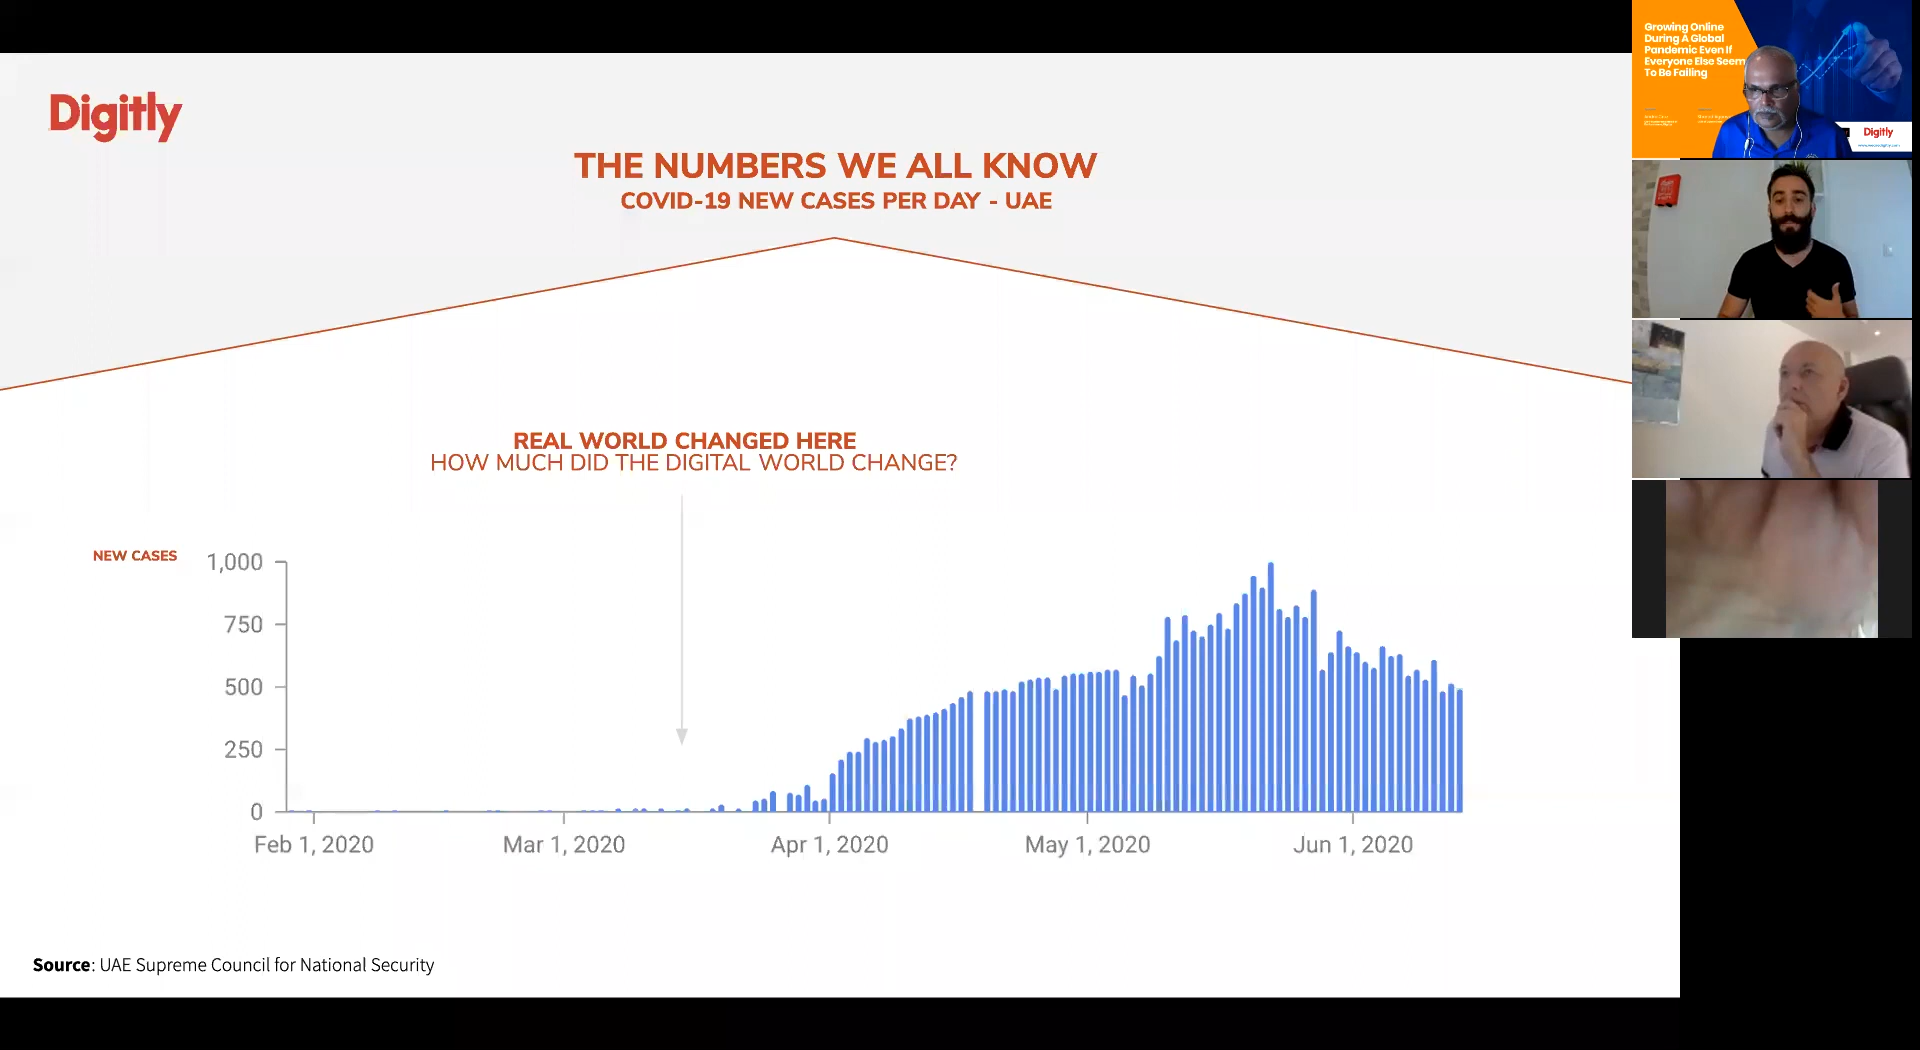 Digitly
THE NUMBERS WE ALL KNOW
COVID-19 NEW CASES PER DAY - UAE
REAL WORLD CHANGED HERE
HOW MUCH DID THE DIGITAL WORLD CHANGE?
NEW CASES
1,000
750
500
250
0
Feb 1, 2020
Mar 1, 2020
Apr 1, 2020
May 1, 2020
Jun 1, 2020
Source: UAE Supreme Council for National Security
Growing Online
During A Global
Pandemic Even If
Everyone Else Seem
To Be Failing
Digitly